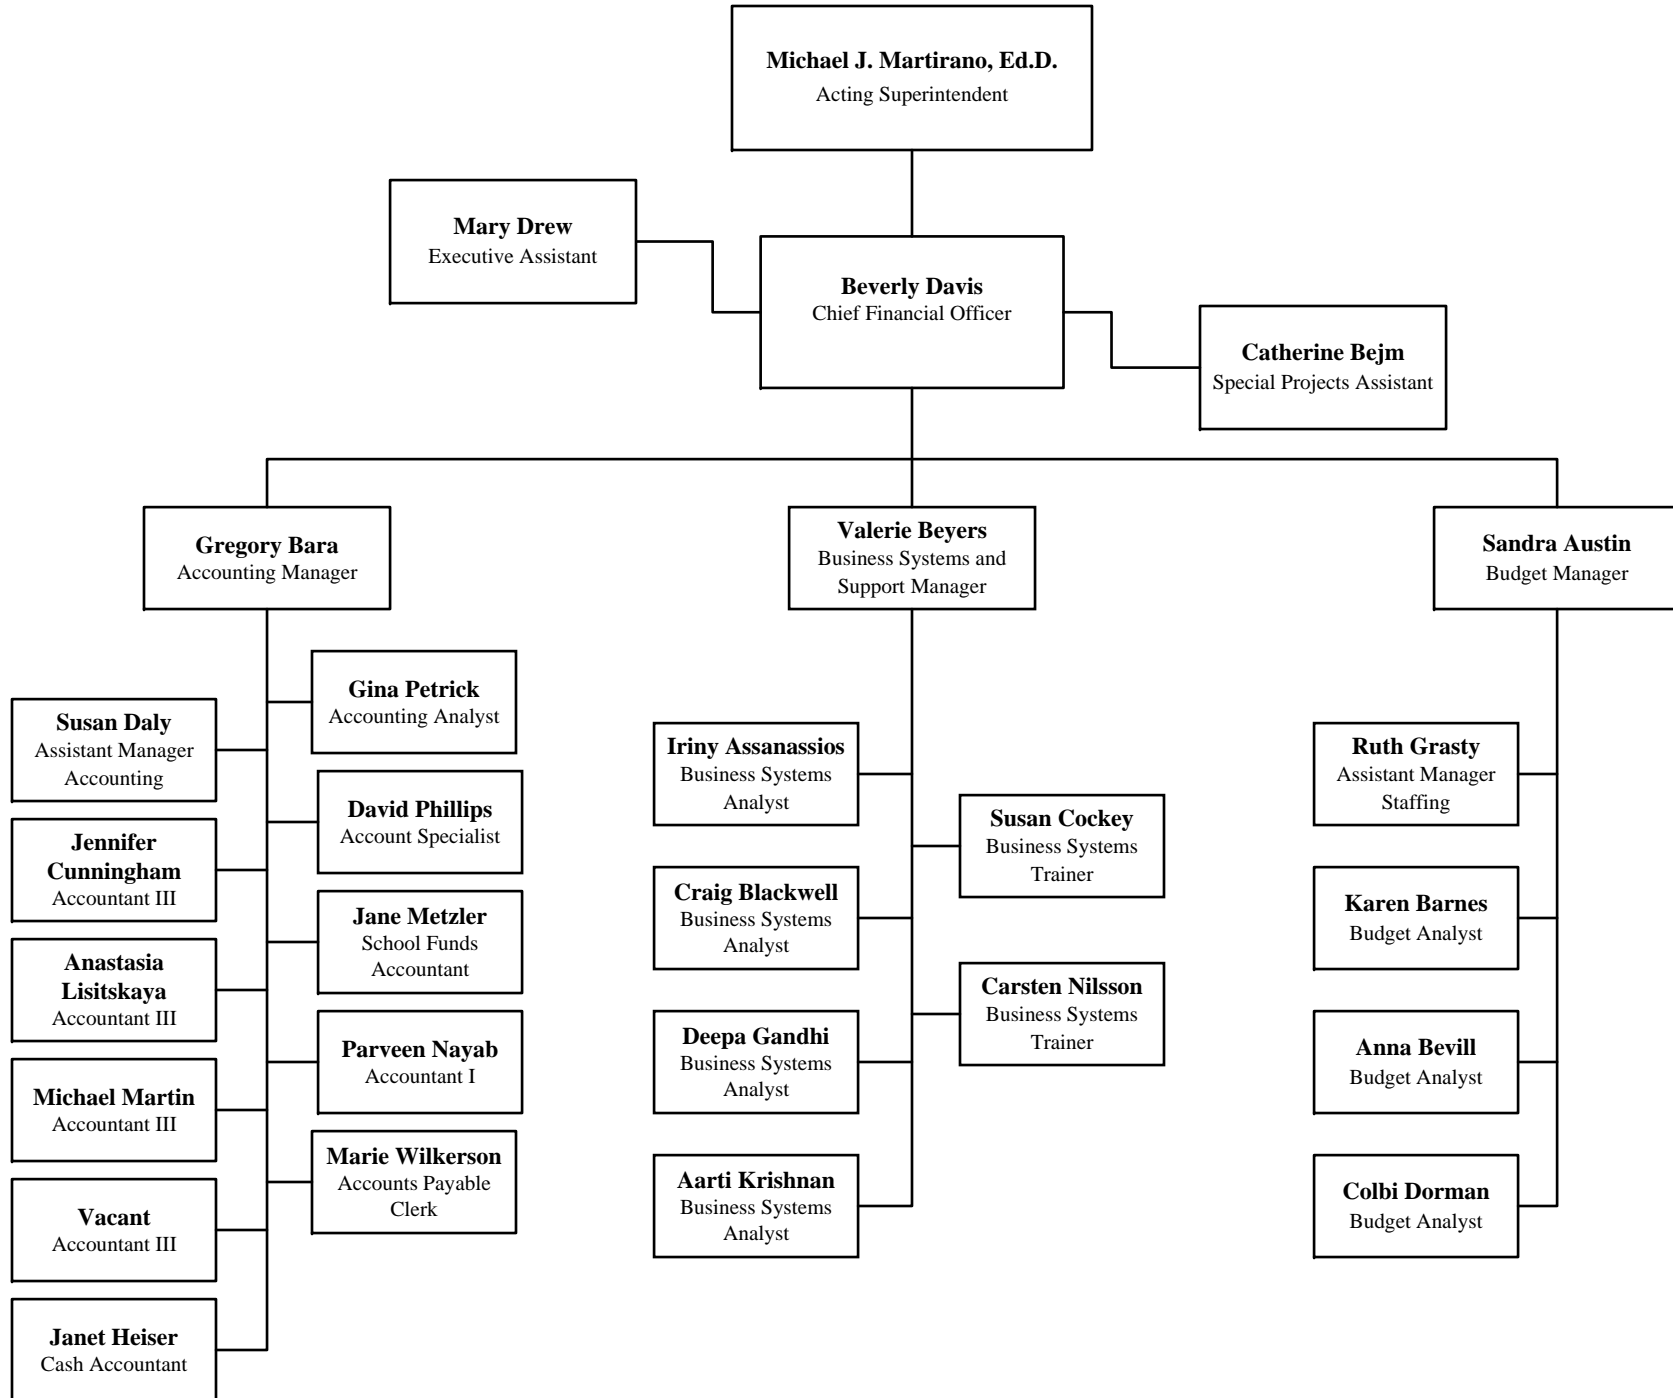 Michael J. Martirano, Ed.D.
Acting Superintendent
Mary Drew
Executive Assistant
Beverly Davis
Chief Financial Officer
Catherine Bejm
Special Projects Assistant
Gregory Bara
Accounting Manager
Valerie Beyers
Business Systems and
Support Manager
Sandra Austin
Budget Manager
Susan Daly
Assistant Manager
Accounting
Jennifer
Cunningham
Accountant III
Anastasia
Lisitskaya
Accountant III
Michael Martin
Accountant III
Vacant
Accountant III
Janet Heiser
Cash Accountant
Gina Petrick
Accounting Analyst
David Phillips
Account Specialist
Jane Metzler
School Funds
Accountant
Parveen Nayab
Accountant I
Marie Wilkerson
Accounts Payable
Clerk
Iriny Assanassios
Business Systems
Analyst
Craig Blackwell
Business Systems
Analyst
Deepa Gandhi
Business Systems
Analyst
Aarti Krishnan
Business Systems
Analyst
Susan Cockey
Business Systems
Trainer
Carsten Nilsson
Business Systems
Trainer
Ruth Grasty
Assistant Manager
Staffing
Karen Barnes
Budget Analyst
Anna Bevill
Budget Analyst
Colbi Dorman
Budget Analyst